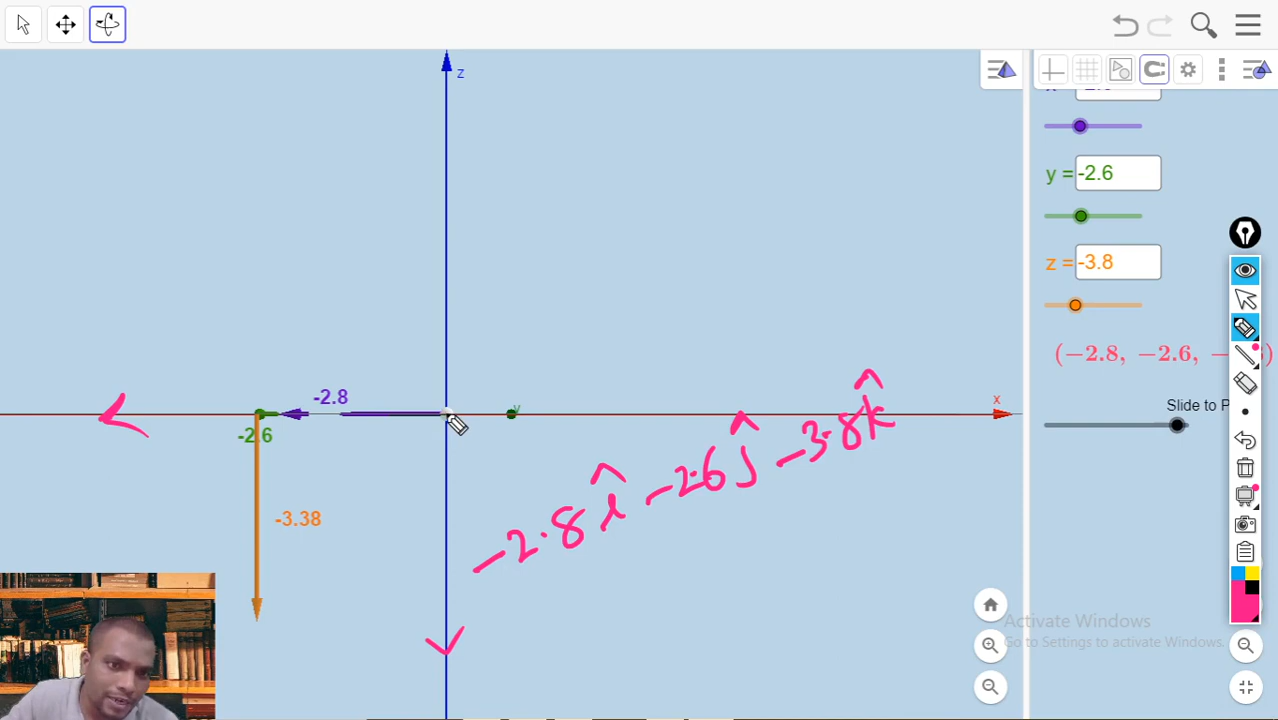 z
y = -2.6
z = -3.8
(−2.8, −2.6, −
-2.8
y
x
Slide to P
-2.6
-2.8î -2.6ĵ -3.8k̂
-3.38
Activate Windows
Go to Settings to activate Windows.